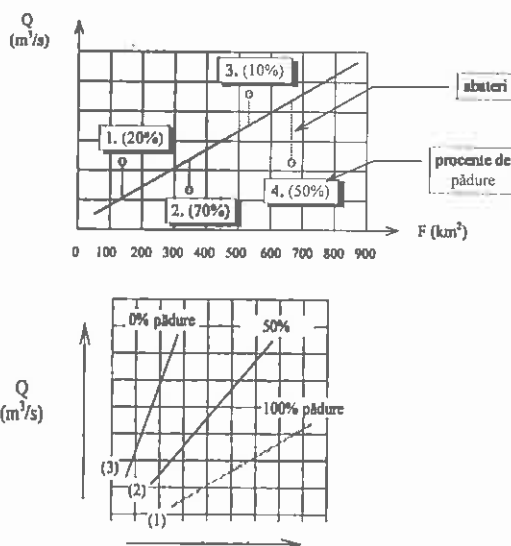 Q
(m³/s)
3. (10%)
abateri
1. (20%)
procente de
pădure
2. (70%)
4. (50%)
F (km²)
0 100 200 300 400 500 600 700 800 900
0% pădure
50%
Q
(m³/s)
100% pădure
(3)
(2)
(1)